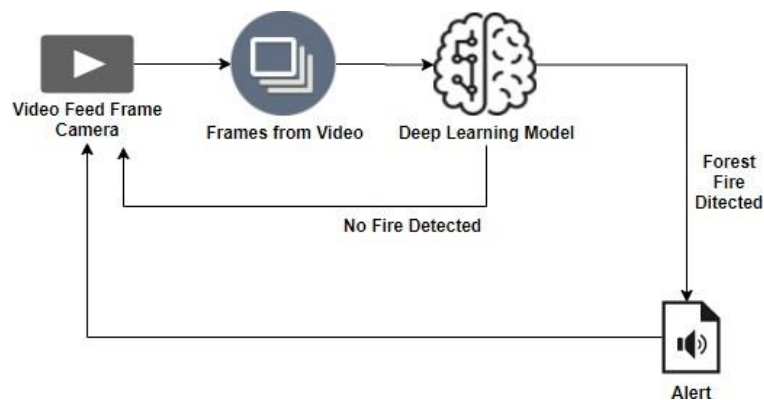 Video Feed Frame
Camera
Frames from Video
Deep Learning Model
Forest
Fire
Ditected
No Fire Detected
Alert